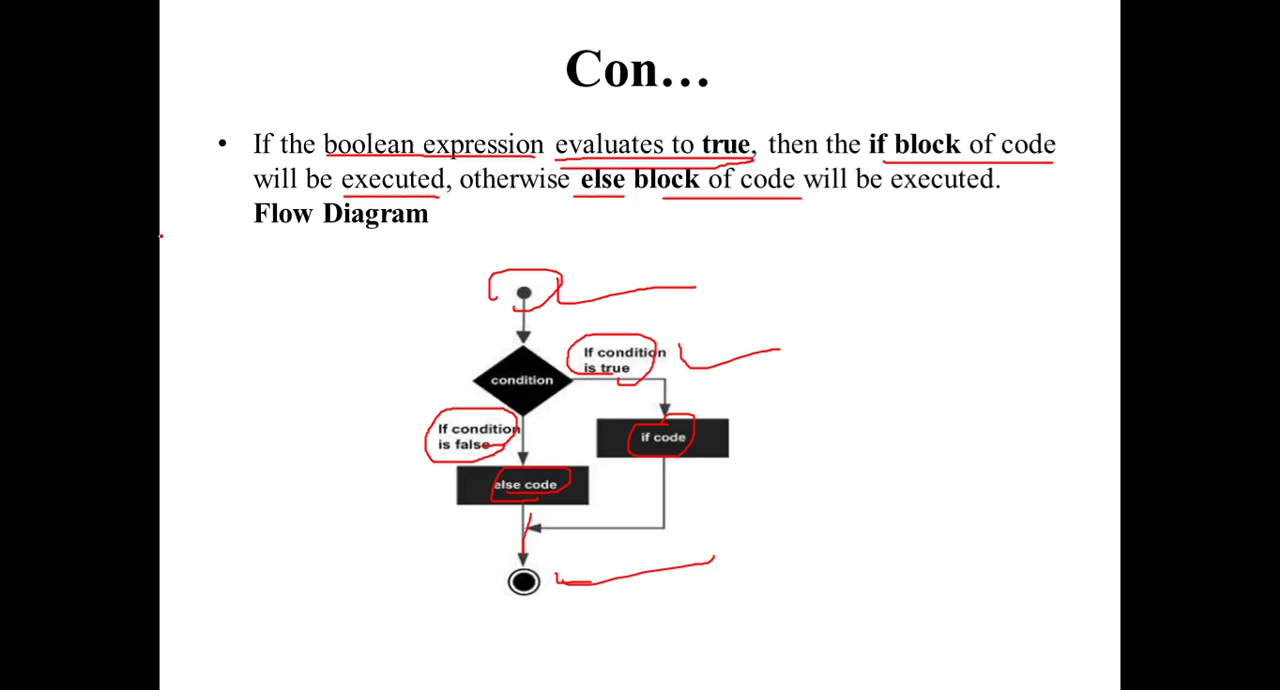 Con…
• If the boolean expression evaluates to true, then the if block of code
will be executed, otherwise else block of code will be executed.
Flow Diagram
If condition
is true
condition
If condition
is false
if code
else code